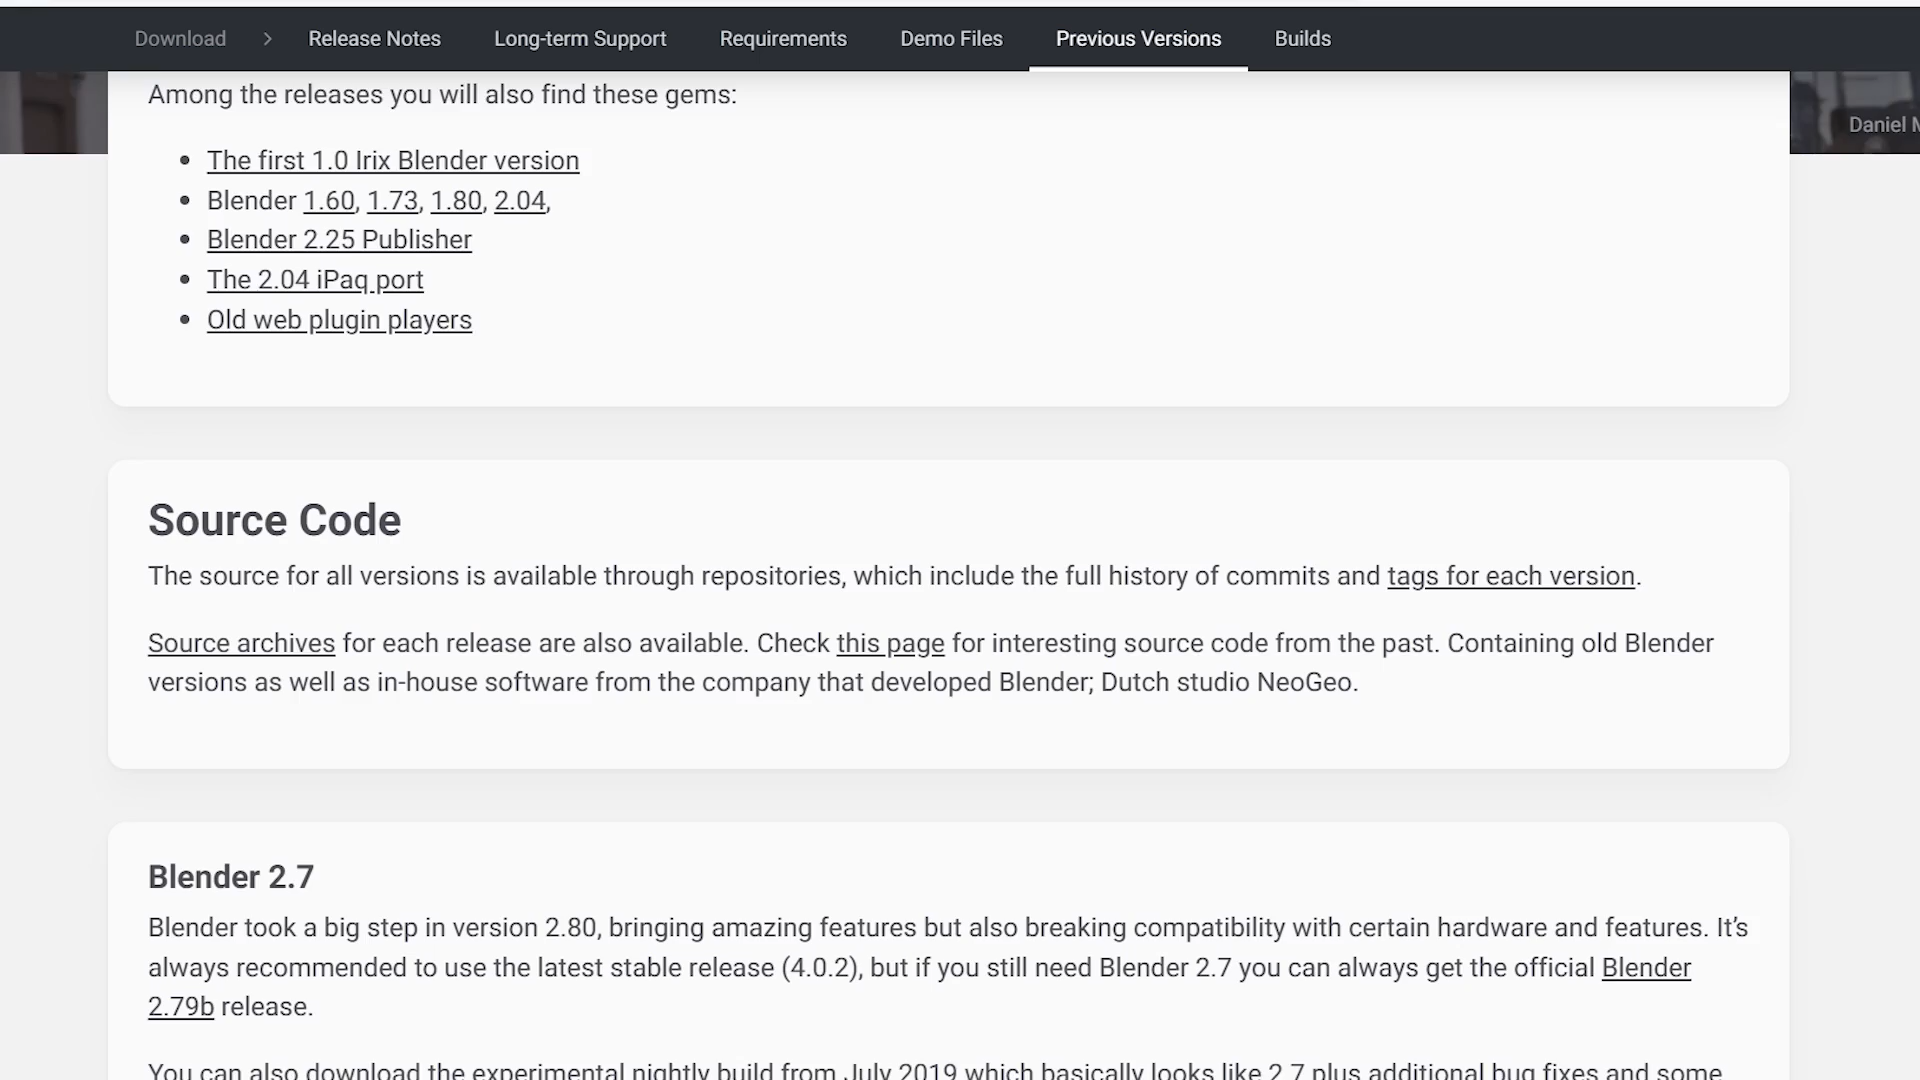 Download > Release Notes Long-term Support Requirements Demo Files Previous Versions Builds
Among the releases you will also find these gems:
Daniel M
• The first 1.0 Irix Blender version
• Blender 1.60, 1.73, 1.80, 2.04,
• Blender 2.25 Publisher
• The 2.04 iPaq port
• Old web plugin players
Source Code
The source for all versions is available through repositories, which include the full history of commits and tags for each version.
Source archives for each release are also available. Check this page for interesting source code from the past. Containing old Blender
versions as well as in-house software from the company that developed Blender; Dutch studio NeoGeo.
Blender 2.7
Blender took a big step in version 2.80, bringing amazing features but also breaking compatibility with certain hardware and features. It’s
always recommended to use the latest stable release (4.0.2), but if you still need Blender 2.7 you can always get the official Blender
2.79b release.
You can also download the experimental nightly build from July 2019 which basically looks like 2.7 plus additional bug fixes and some